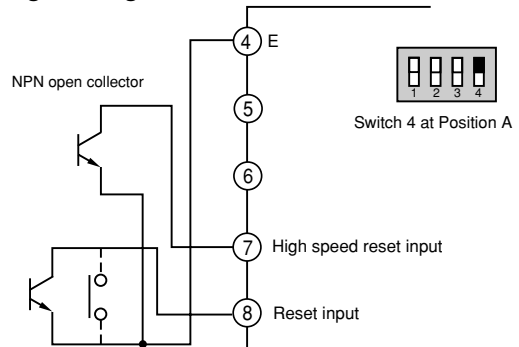 4 E
NPN open collector
1 2 3 4
5
Switch 4 at Position A
6
7 High speed reset input
8 Reset input